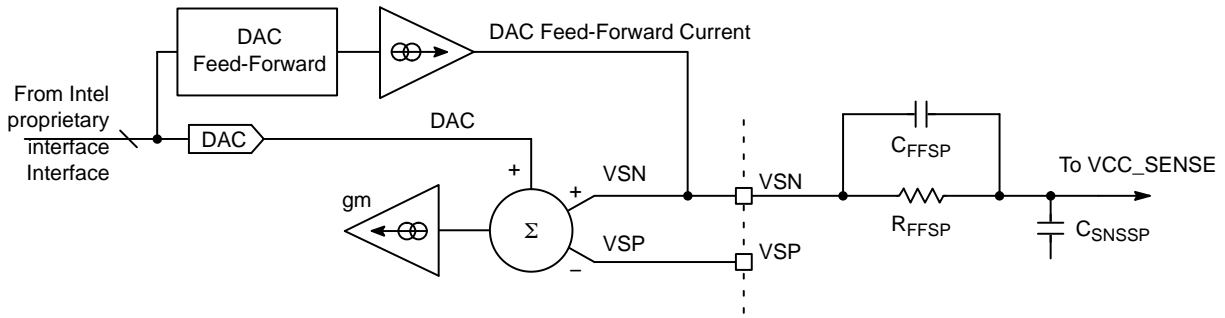 DAC
Feed-Forward
DAC Feed-Forward Current
From Intel
proprietary
interface
Interface
DAC
DAC
+
gm
Σ
+
VSN
VSP
−
VSN
VSP
CFFSP
RFFSP
To VCC_SENSE
CSNSSP